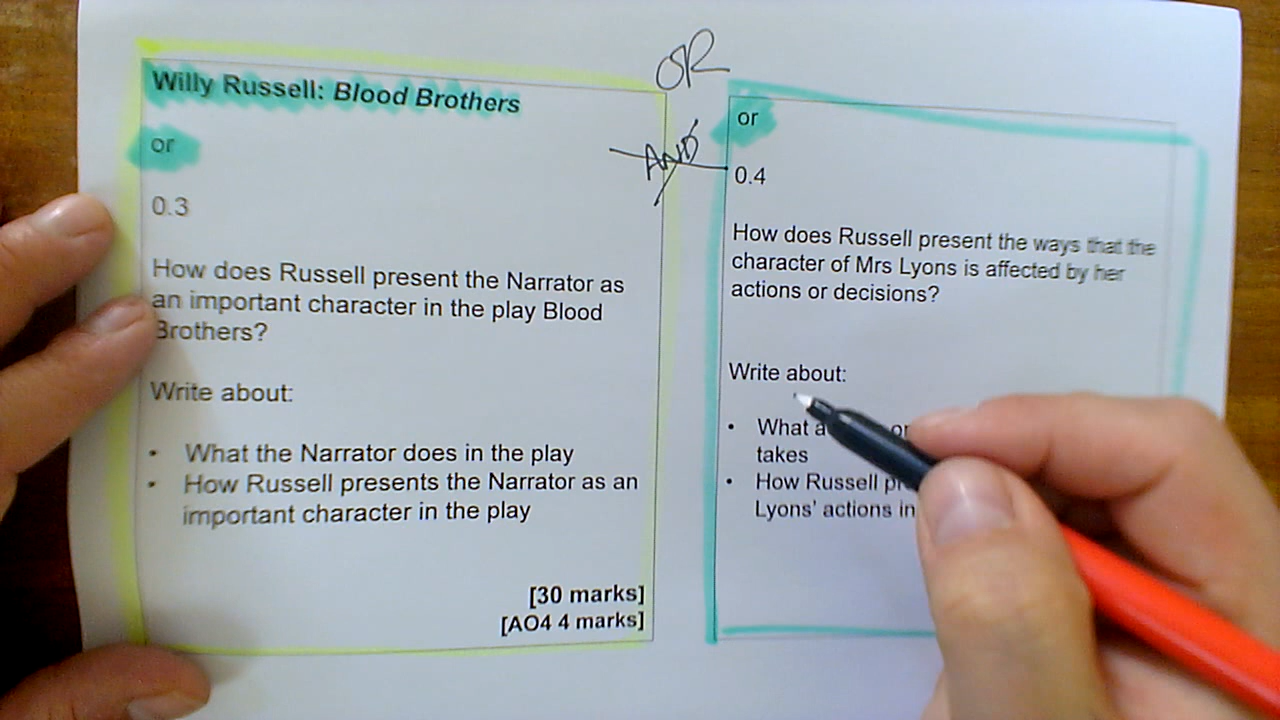 OR
AND
Willy Russell: Blood Brothers
or
0.3
How does Russell present the Narrator as
an important character in the play Blood
Brothers?
Write about:
• What the Narrator does in the play
• How Russell presents the Narrator as an
important character in the play
[30 marks]
[AO4 4 marks]
or
0.4
How does Russell present the ways that the
character of Mrs Lyons is affected by her
actions or decisions?
Write about:
• What
takes
• How Russell
Lyons' actions in